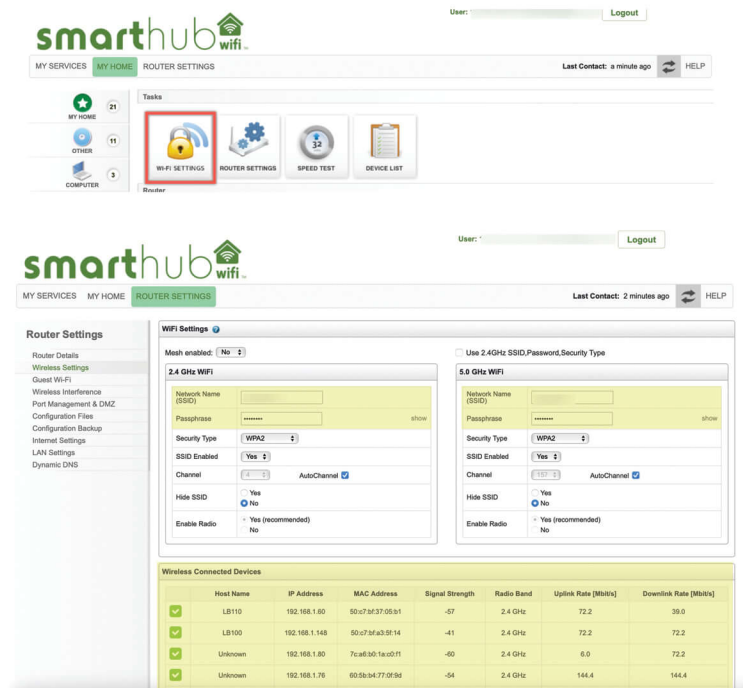 User:
Logout
smarthub
wifi
MY SERVICES MY HOME ROUTER SETTINGS
Last Contact: a minute ago
HELP
MY HOME
21
OTHER
11
COMPUTER
3
Tasks
32
WI-FI SETTINGS ROUTER SETTINGS SPEED TEST DEVICE LIST
Router
User:
Logout
smarthub
wifi
MY SERVICES MY HOME ROUTER SETTINGS
Last Contact: 2 minutes ago
HELP
Router Settings
Router Details
Wireless Settings
Guest Wi-Fi
Wireless Interference
Port Management & DMZ
Configuration Files
Configuration Backup
Internet Settings
LAN Settings
Dynamic DNS
WiFi Settings ?
Mesh enabled: No
Use 2.4GHz SSID,Password,Security Type
2.4 GHz WiFi
Network Name
(SSID)
Passphrase •••••••• show
Security Type WPA2
SSID Enabled Yes
Channel 4 AutoChannel
Hide SSID
Yes
No
Enable Radio
Yes (recommended)
No
5.0 GHz WiFi
Network Name
(SSID)
Passphrase •••••••• show
Security Type WPA2
SSID Enabled Yes
Channel 157 AutoChannel
Hide SSID
Yes
No
Enable Radio
Yes (recommended)
No
Wireless Connected Devices
Host Name IP Address MAC Address Signal Strength Radio Band Uplink Rate [Mbit/s] Downlink Rate [Mbit/s]
LB110 192.168.1.60 50:c7:bf:37:05:b1 -57 2.4 GHz 72.2 39.0
LB100 192.168.1.148 50:c7:bf:a3:5f:14 -41 2.4 GHz 72.2 72.2
Unknown 192.168.1.80 7c:a6:b0:1a:c0:f1 -60 2.4 GHz 6.0 72.2
Unknown 192.168.1.76 60:5b:b4:77:0f:9d -54 2.4 GHz 144.4 144.4